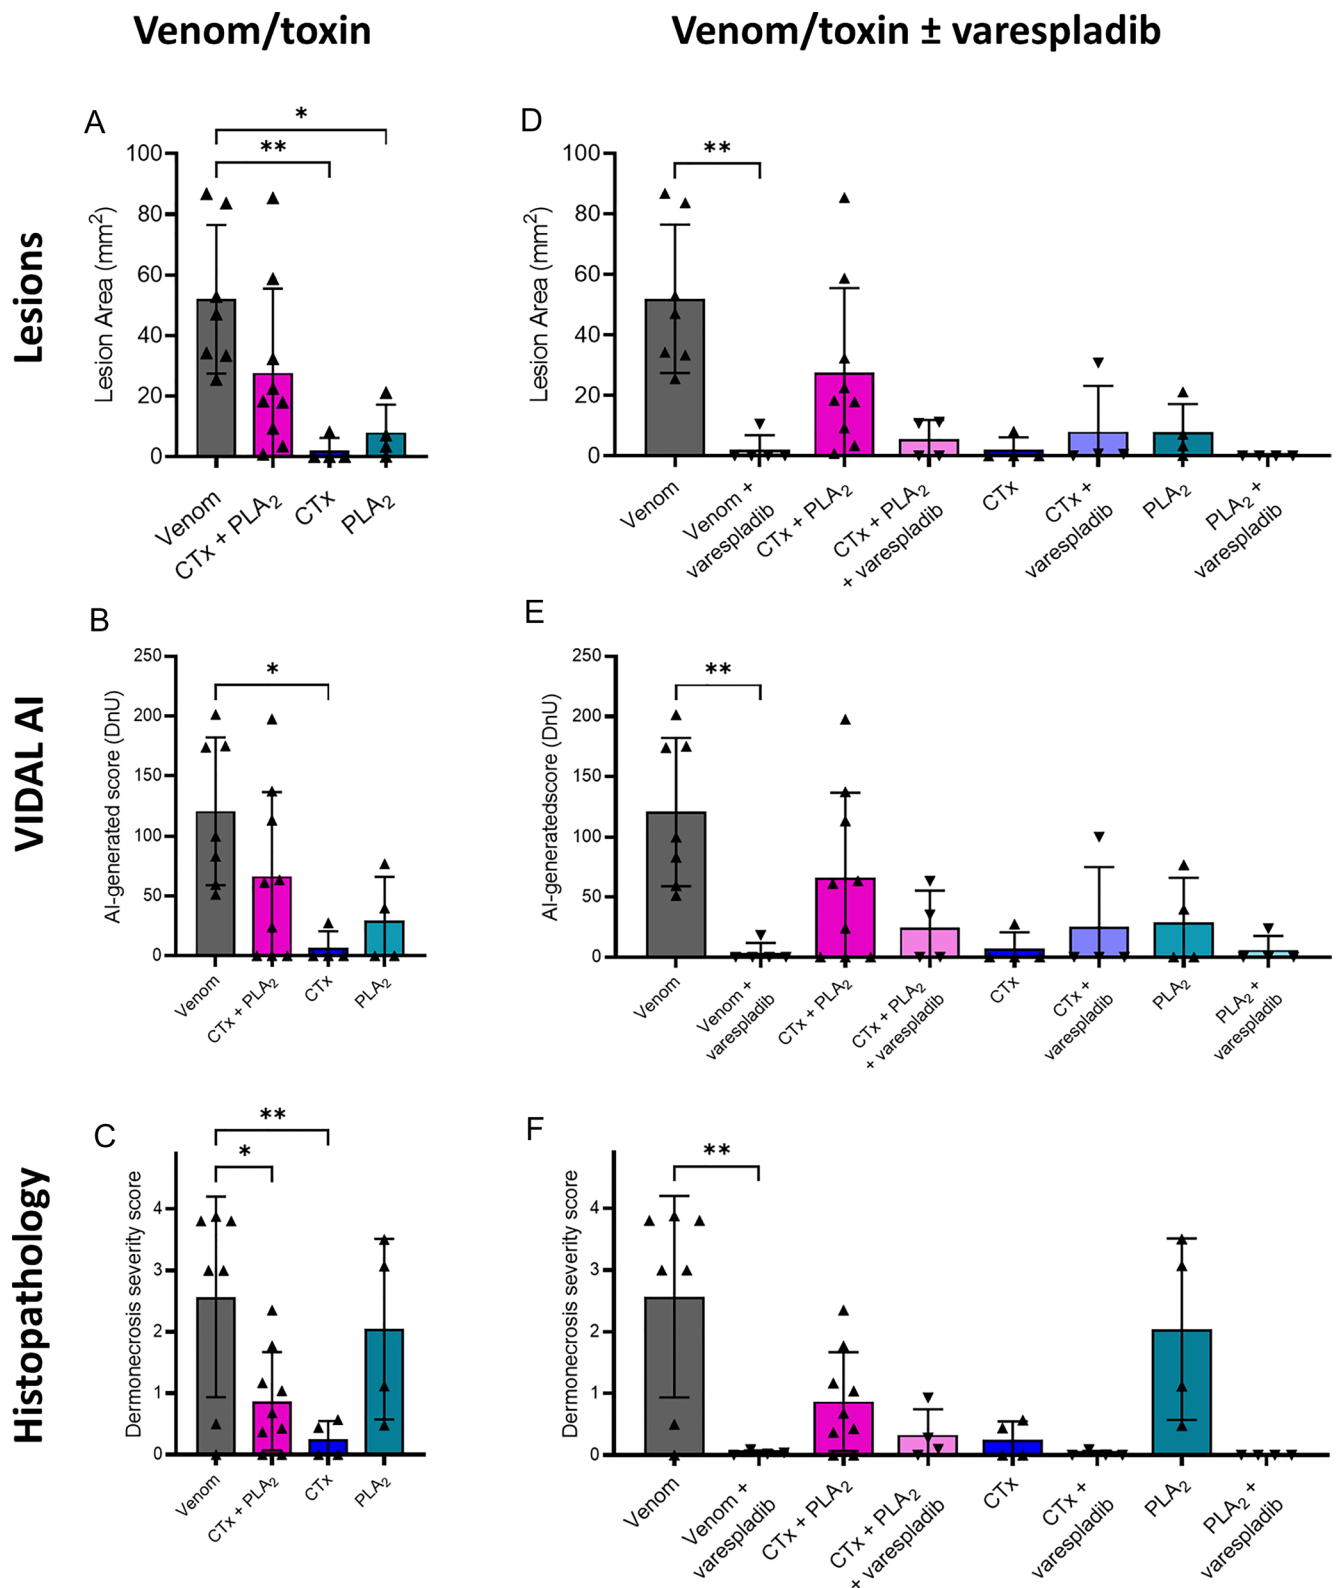 Venom/toxin
Venom/toxin ± varespladib
Lesions
A
*
**
Lesion Area (mm²)
100
80
60
40
20
0
Venom
CTx + PLA₂
CTx
PLA₂
D
**
Lesion Area (mm²)
100
80
60
40
20
0
Venom
Venom +
varespladib
CTx + PLA₂
CTx + PLA₂
+ varespladib
CTx
CTx +
varespladib
PLA₂
PLA₂ +
varespladib
VIDAL AI
B
*
AI-generated score (DnU)
250
200
150
100
50
0
Venom
CTx + PLA₂
CTx
PLA₂
E
**
AI-generatedscore (DnU)
250
200
150
100
50
0
Venom
Venom +
varespladib
CTx + PLA₂
CTx + PLA₂
+ varespladib
CTx
CTx +
varespladib
PLA₂
PLA₂ +
varespladib
Histopathology
C
**
*
Dermonecrosis severity score
4
3
2
1
0
Venom
CTx + PLA₂
CTx
PLA₂
F
**
Dermonecrosis severity score
4
3
2
1
0
Venom
Venom +
varespladib
CTx + PLA₂
CTx + PLA₂
+ varespladib
CTx
CTx +
varespladib
PLA₂
PLA₂ +
varespladib